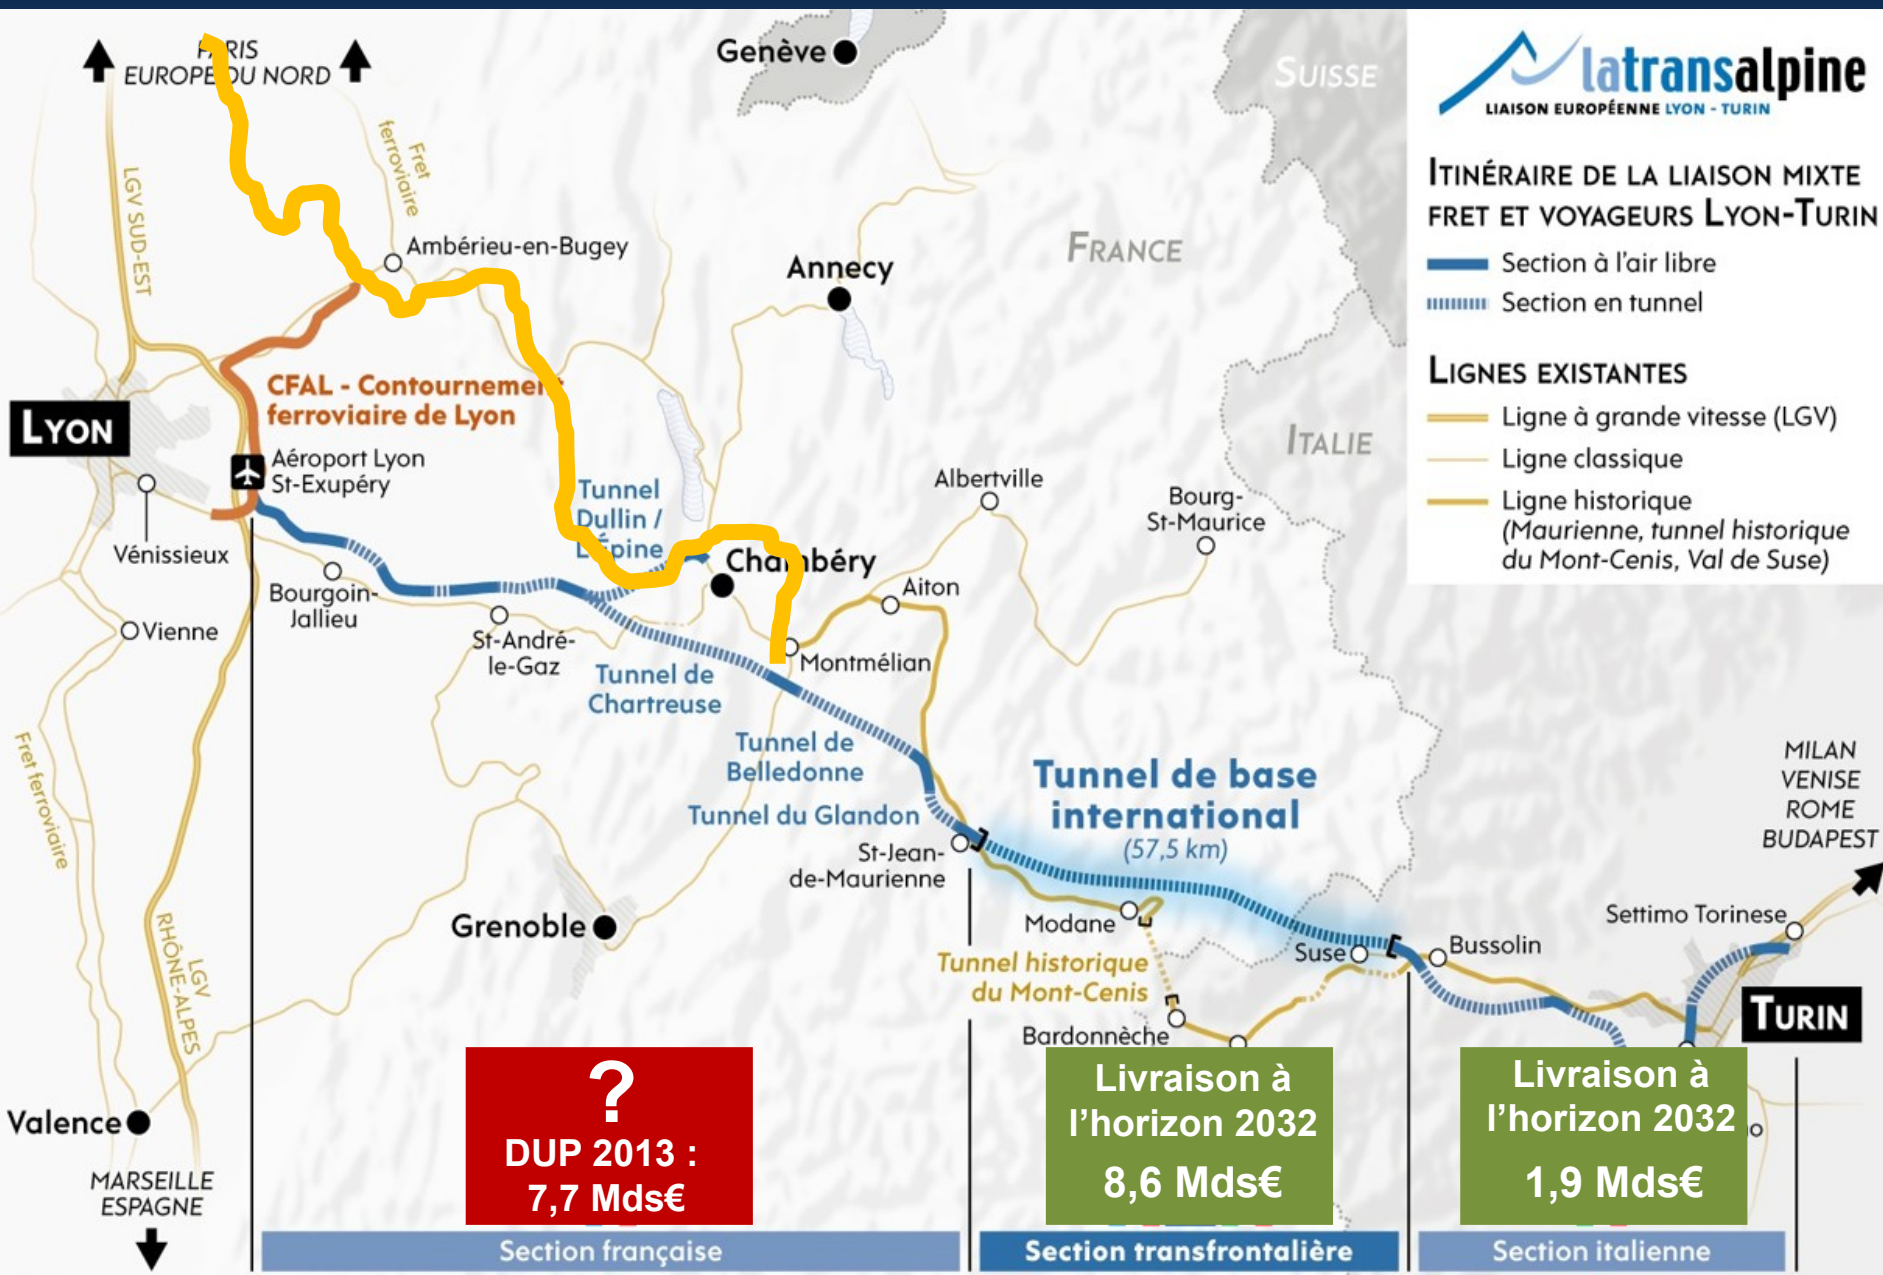 PARIS
EUROPE DU NORD
Genève
SUISSE
latransalpine
LIAISON EUROPÉENNE LYON - TURIN
ITINÉRAIRE DE LA LIAISON MIXTE
FRET ET VOYAGEURS LYON-TURIN
Section à l'air libre
Section en tunnel
LIGNES EXISTANTES
Ligne à grande vitesse (LGV)
Ligne classique
Ligne historique
(Maurienne, tunnel historique
du Mont-Cenis, Val de Suse)
LGV SUD-EST
Fret
ferroviaire
Ambérieu-en-Bugey
Annecy
FRANCE
ITALIE
CFAL - Contournement
ferroviaire de Lyon
LYON
Aéroport Lyon
St-Exupéry
Tunnel
Dullin /
L'Épine
Albertville
Bourg-
St-Maurice
Vénissieux
Chambéry
Aiton
Bourgoin-
Jallieu
Vienne
St-André-
le-Gaz
Montmélian
Tunnel de
Chartreuse
Tunnel de
Belledonne
Tunnel du Glandon
Tunnel de base
international
(57,5 km)
Fret ferroviaire
St-Jean-
de-Maurienne
MILAN
VENISE
ROME
BUDAPEST
Grenoble
Modane
Suse
Bussolin
Settimo Torinese
LGV
RHÔNE-ALPES
Tunnel historique
du Mont-Cenis
Bardonnèche
TURIN
Valence
MARSEILLE
ESPAGNE
?
DUP 2013 :
7,7 Mds€
Livraison à
l'horizon 2032
8,6 Mds€
Livraison à
l'horizon 2032
1,9 Mds€
Section française
Section transfrontalière
Section italienne